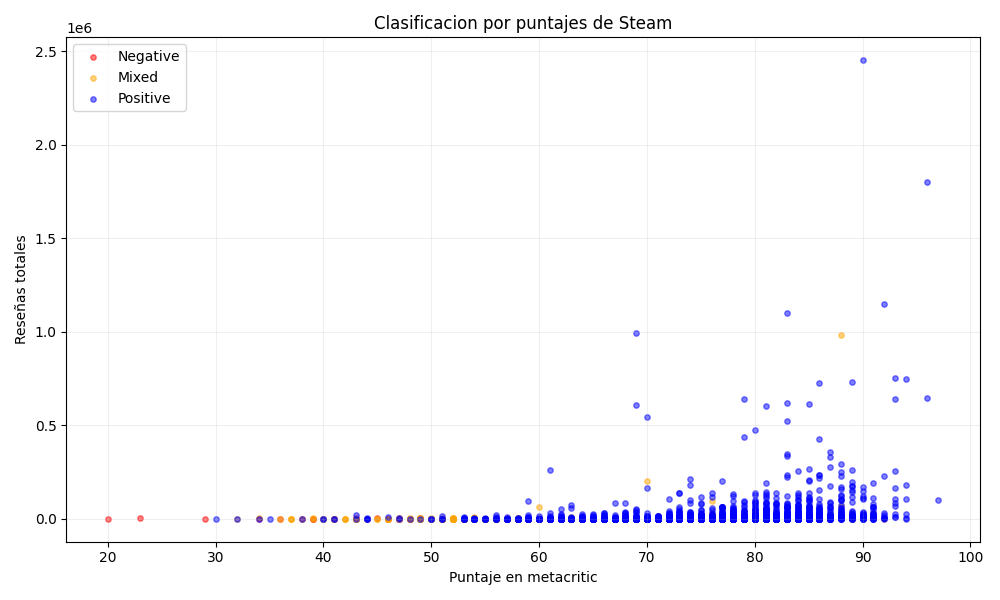 Clasificacion por puntajes de Steam
1e6
Negative
Mixed
Positive
2.5
2.0
1.5
1.0
0.5
0.0
Reseñas totales
20 30 40 50 60 70 80 90 100
Puntaje en metacritic